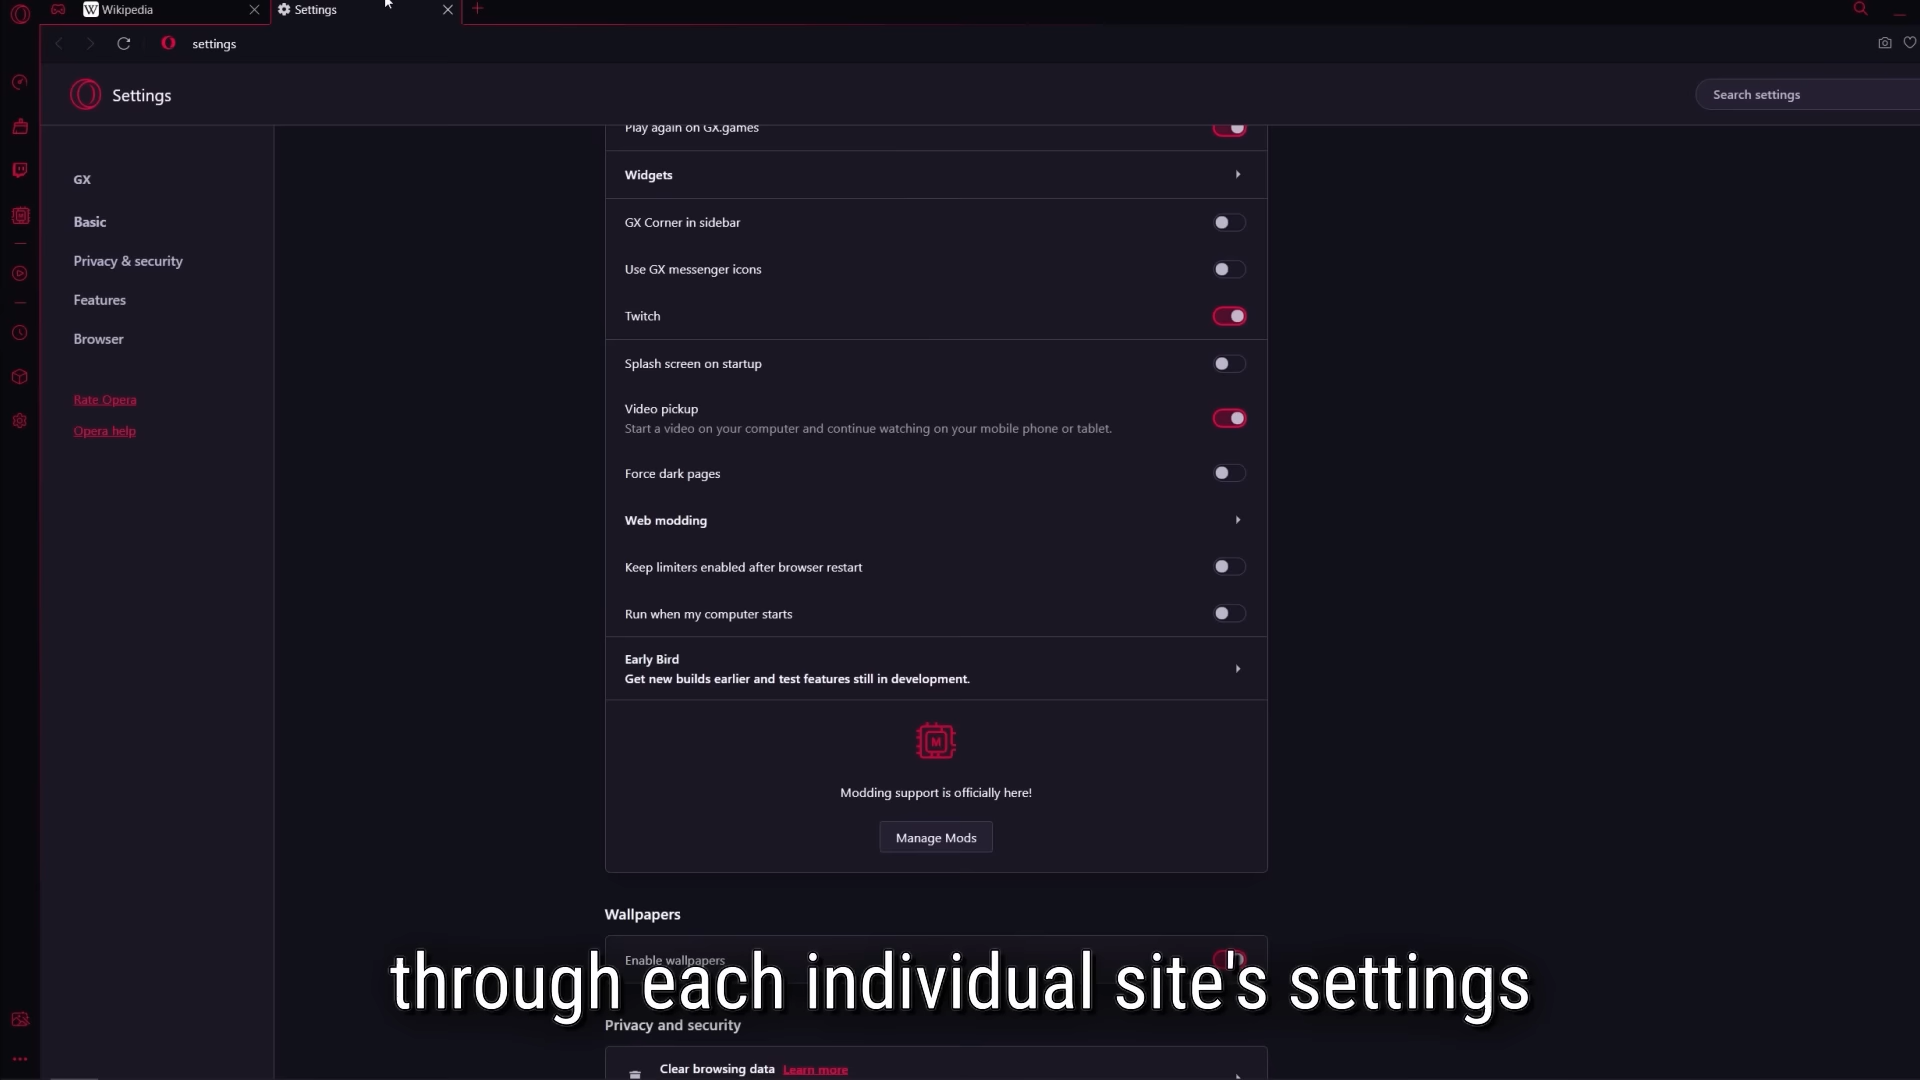 Wikipedia
Settings
settings
Settings
Search settings
GX
Basic
Privacy & security
Features
Browser
Rate Opera
Opera help
Play again on GX.games
Widgets
GX Corner in sidebar
Use GX messenger icons
Twitch
Splash screen on startup
Video pickup
Start a video on your computer and continue watching on your mobile phone or tablet.
Force dark pages
Web modding
Keep limiters enabled after browser restart
Run when my computer starts
Early Bird
Get new builds earlier and test features still in development.
M
Modding support is officially here!
Manage Mods
Wallpapers
Enable wallpapers
through each individual site's settings
Privacy and security
Clear browsing data Learn more